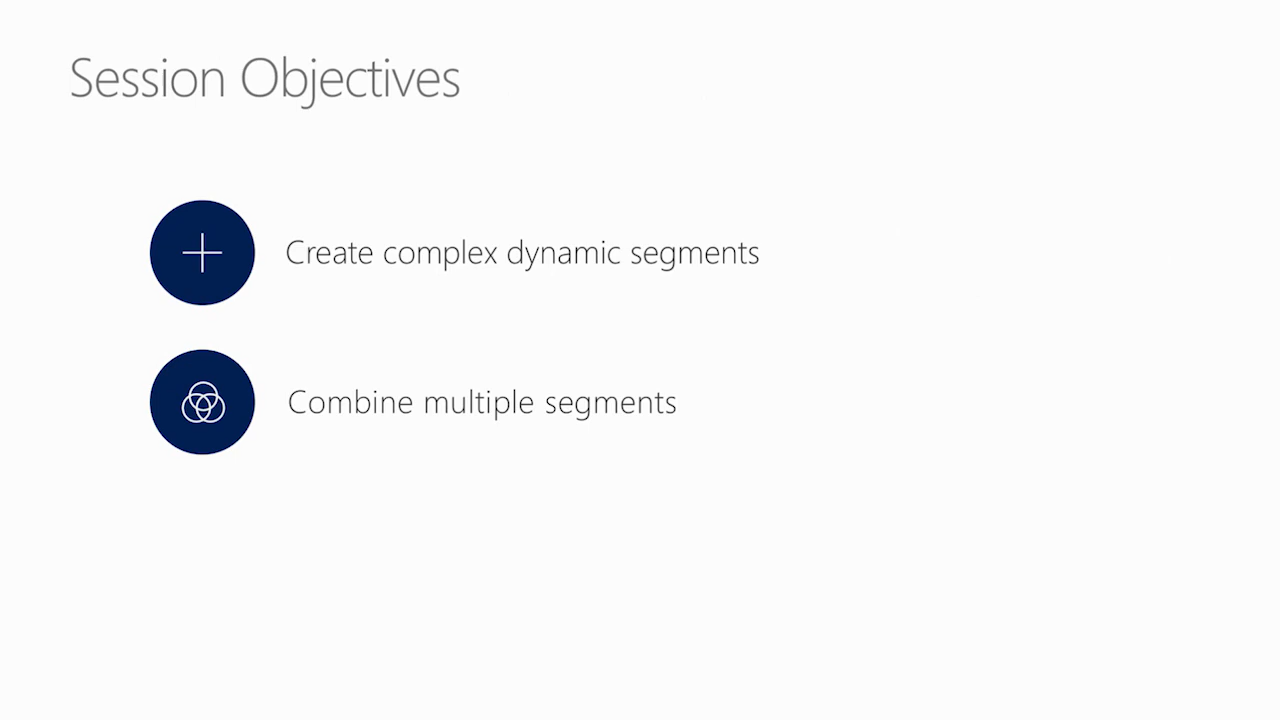 Session Objectives
Create complex dynamic segments
Combine multiple segments